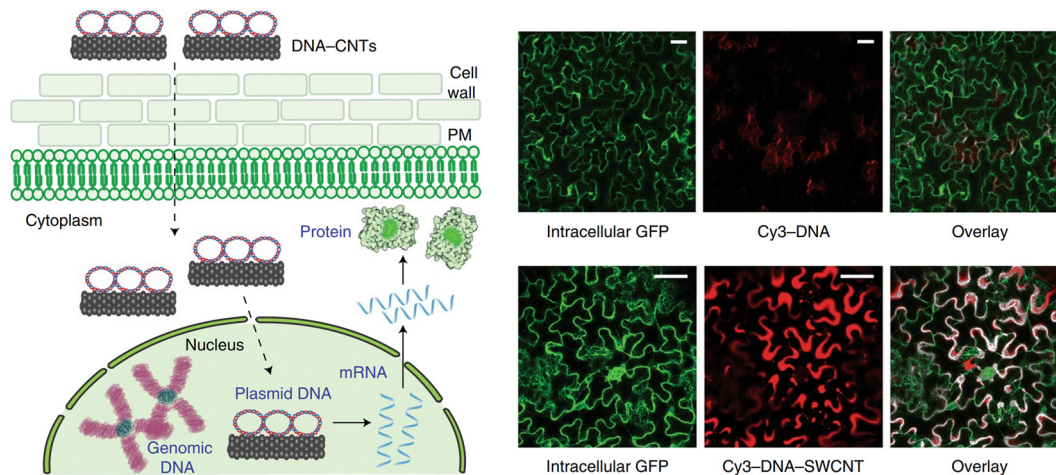 DNA–CNTs
Cell
wall
PM
Cytoplasm
Protein
Nucleus
mRNA
Plasmid DNA
Genomic
DNA
Intracellular GFP
Cy3–DNA
Overlay
Intracellular GFP
Cy3–DNA–SWCNT
Overlay